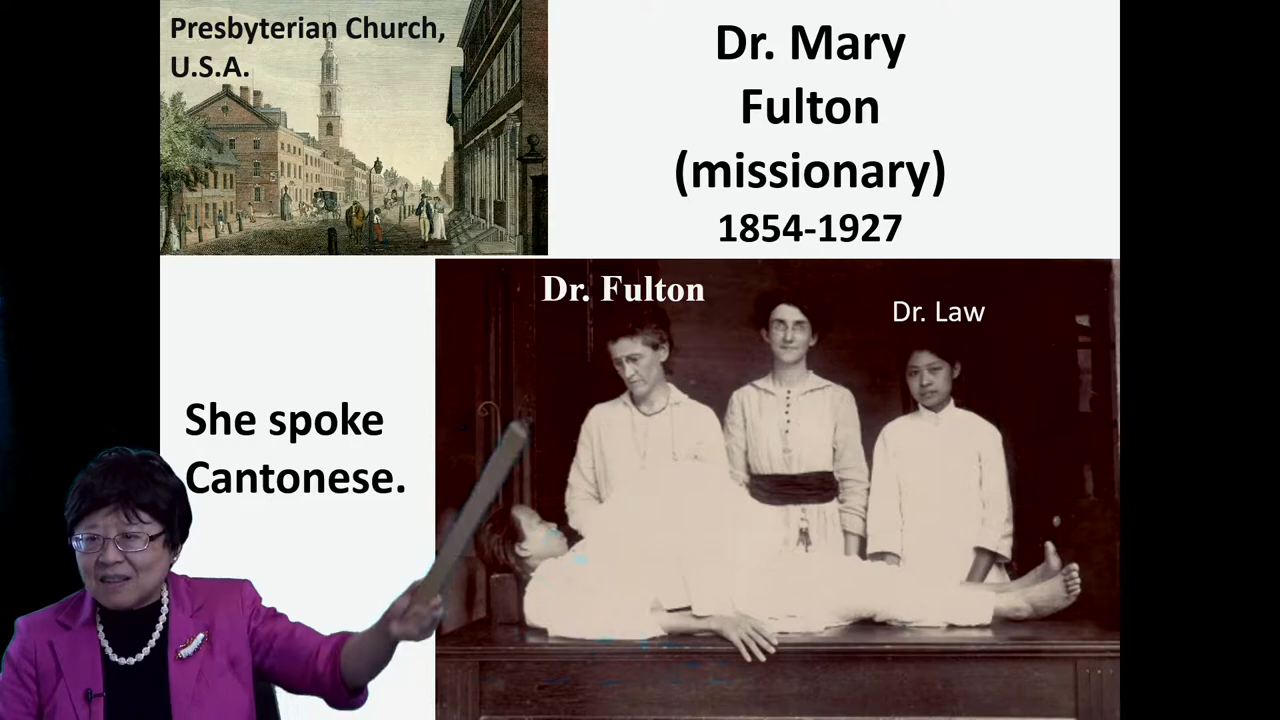 Presbyterian Church,
U.S.A.
Dr. Mary
Fulton
(missionary)
1854-1927
Dr. Fulton
Dr. Law
She spoke
Cantonese.